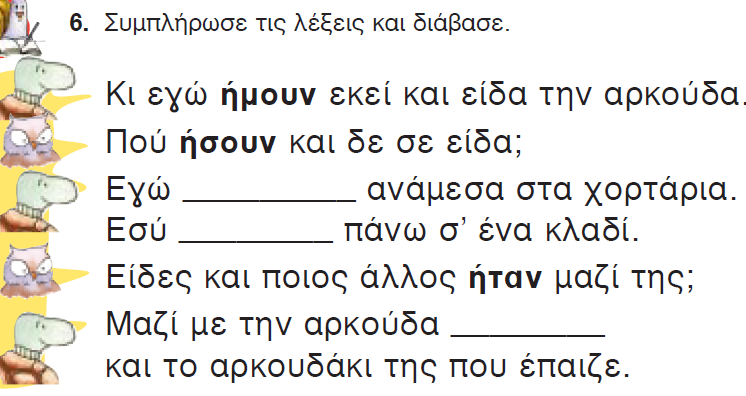 6. Συμπλήρωσε τις λέξεις και διάβασε.
Κι εγώ ήμουν εκεί και είδα την αρκούδα.
Πού ήσουν και δε σε είδα;
Εγώ _________ ανάμεσα στα χορτάρια.
Εσύ ________ πάνω σ' ένα κλαδί.
Είδες και ποιος άλλος ήταν μαζί της;
Μαζί με την αρκούδα ________
και το αρκουδάκι της που έπαιζε.